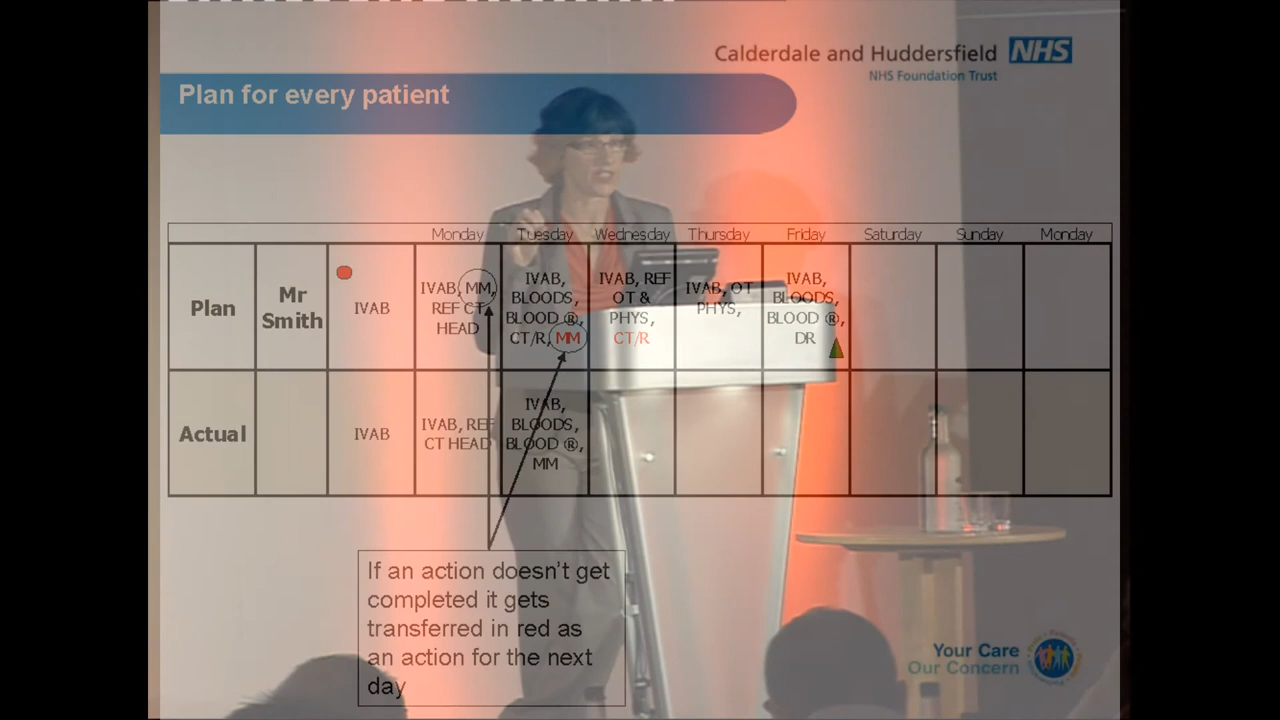 Calderdale and Huddersfield NHS
NHS Foundation Trust
Plan for every patient
Monday Tuesday Wednesday Thursday Friday Saturday Sunday Monday
Plan
Mr
Smith
IVAB
IVAB, MM,
REF CT
HEAD
IVAB,
BLOODS,
BLOOD ®,
CT/R, MM
IVAB, REF
OT &
PHYS,
CT/R
IVAB, OT
PHYS,
IVAB,
BLOODS,
BLOOD ®,
DR
Actual
IVAB
IVAB, REF
CT HEAD
IVAB,
BLOODS,
BLOOD ®,
MM
If an action doesn't get
completed it gets
transferred in red as
an action for the next
day
Your Care
Our Concern